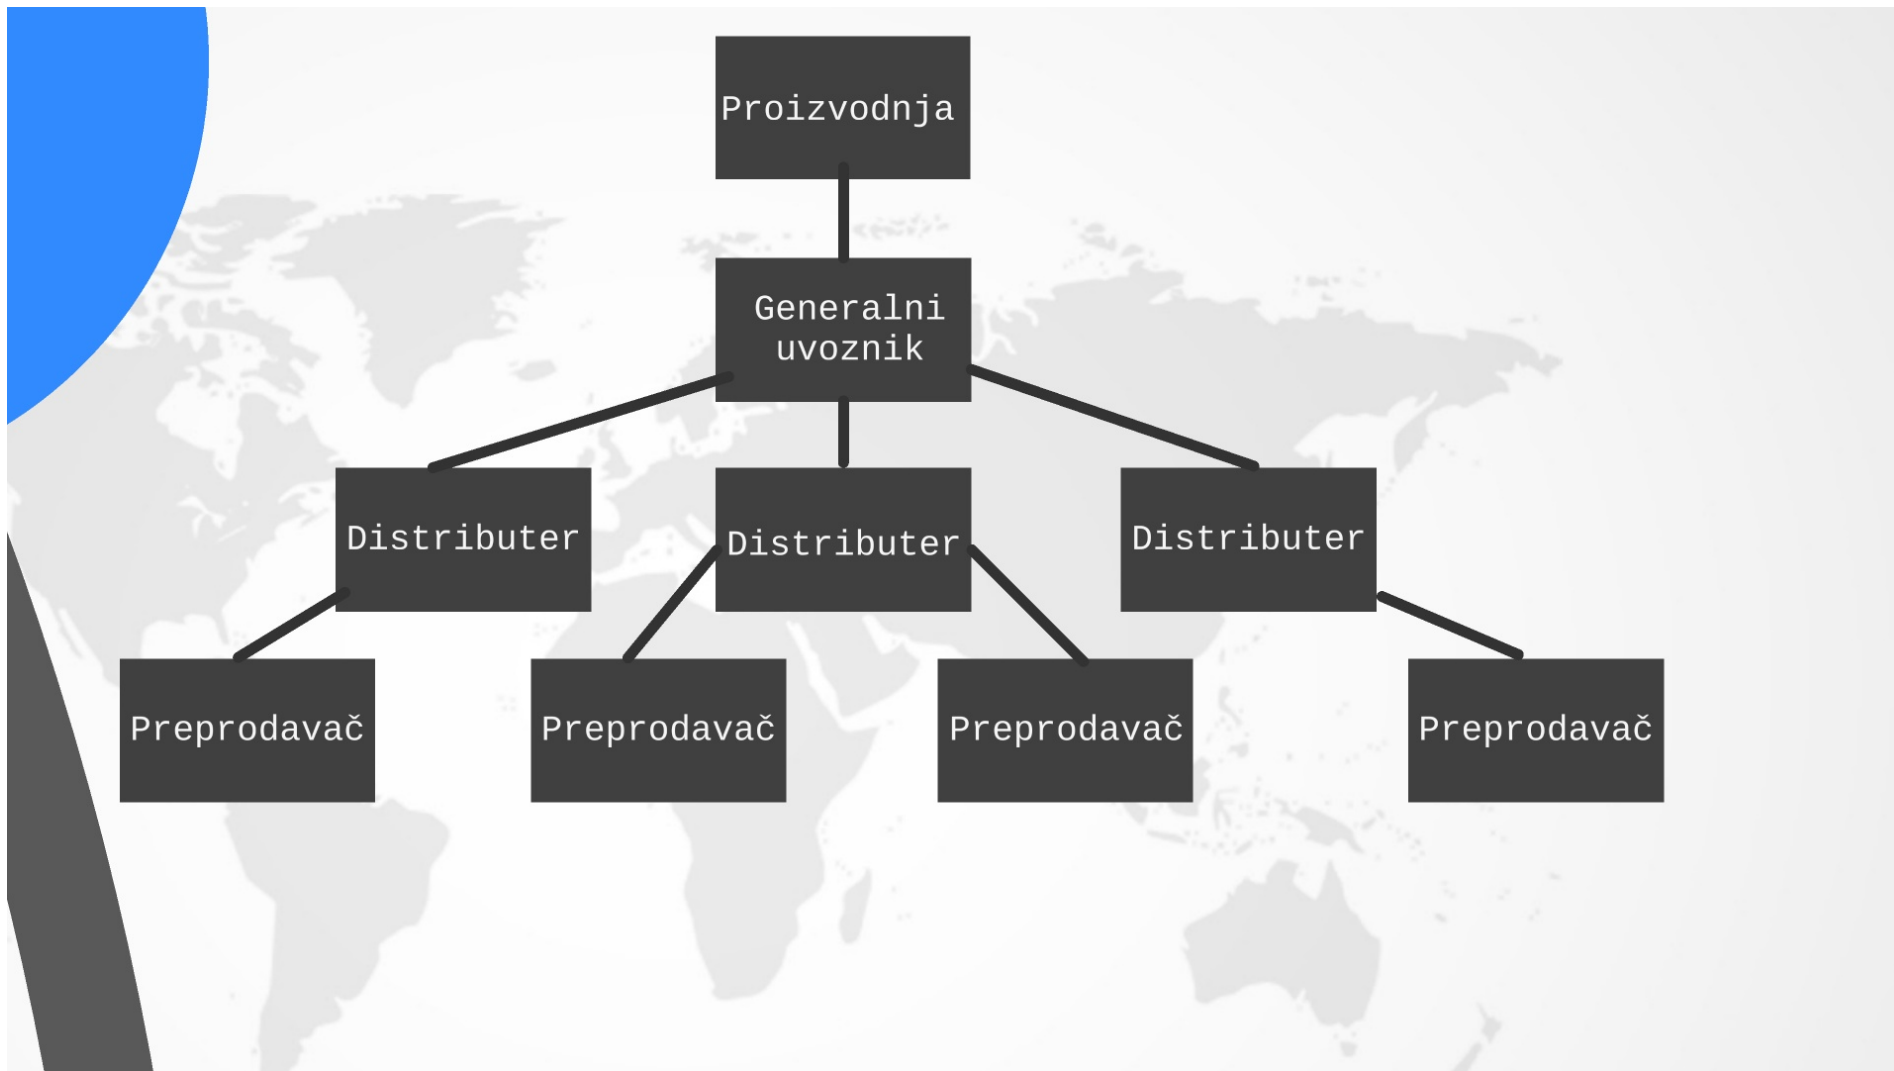 Proizvodnja
Generalni
uvoznik
Distributer
Distributer
Distributer
Preprodavač
Preprodavač
Preprodavač
Preprodavač